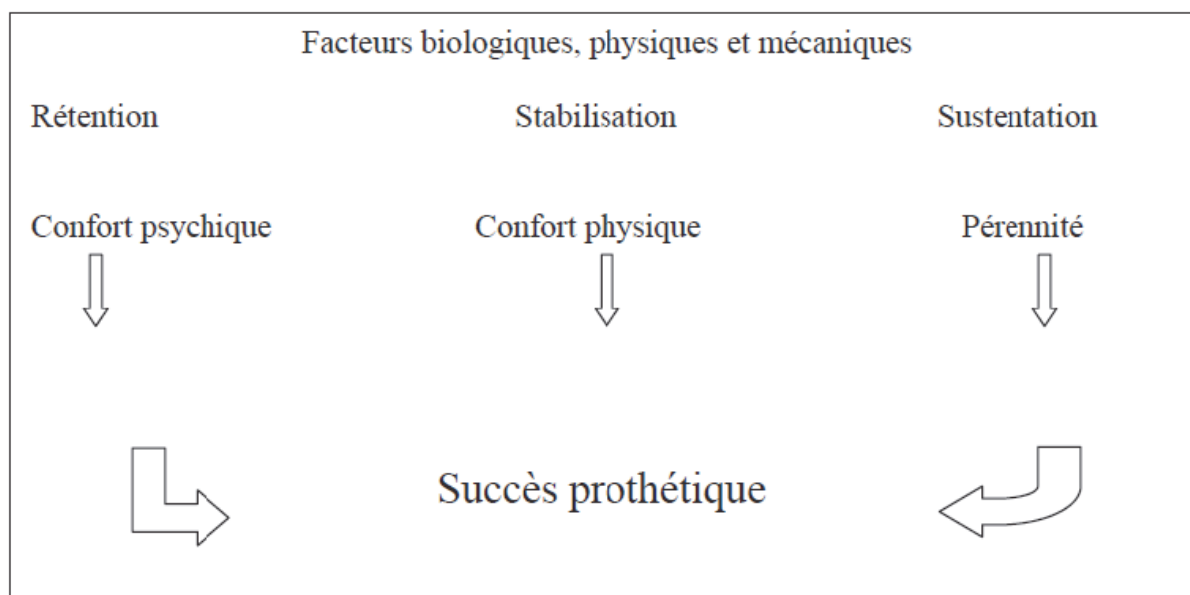 Facteurs biologiques, physiques et mécaniques
Rétention Stabilisation Sustentation
Confort psychique Confort physique Pérennité
Succès prothétique